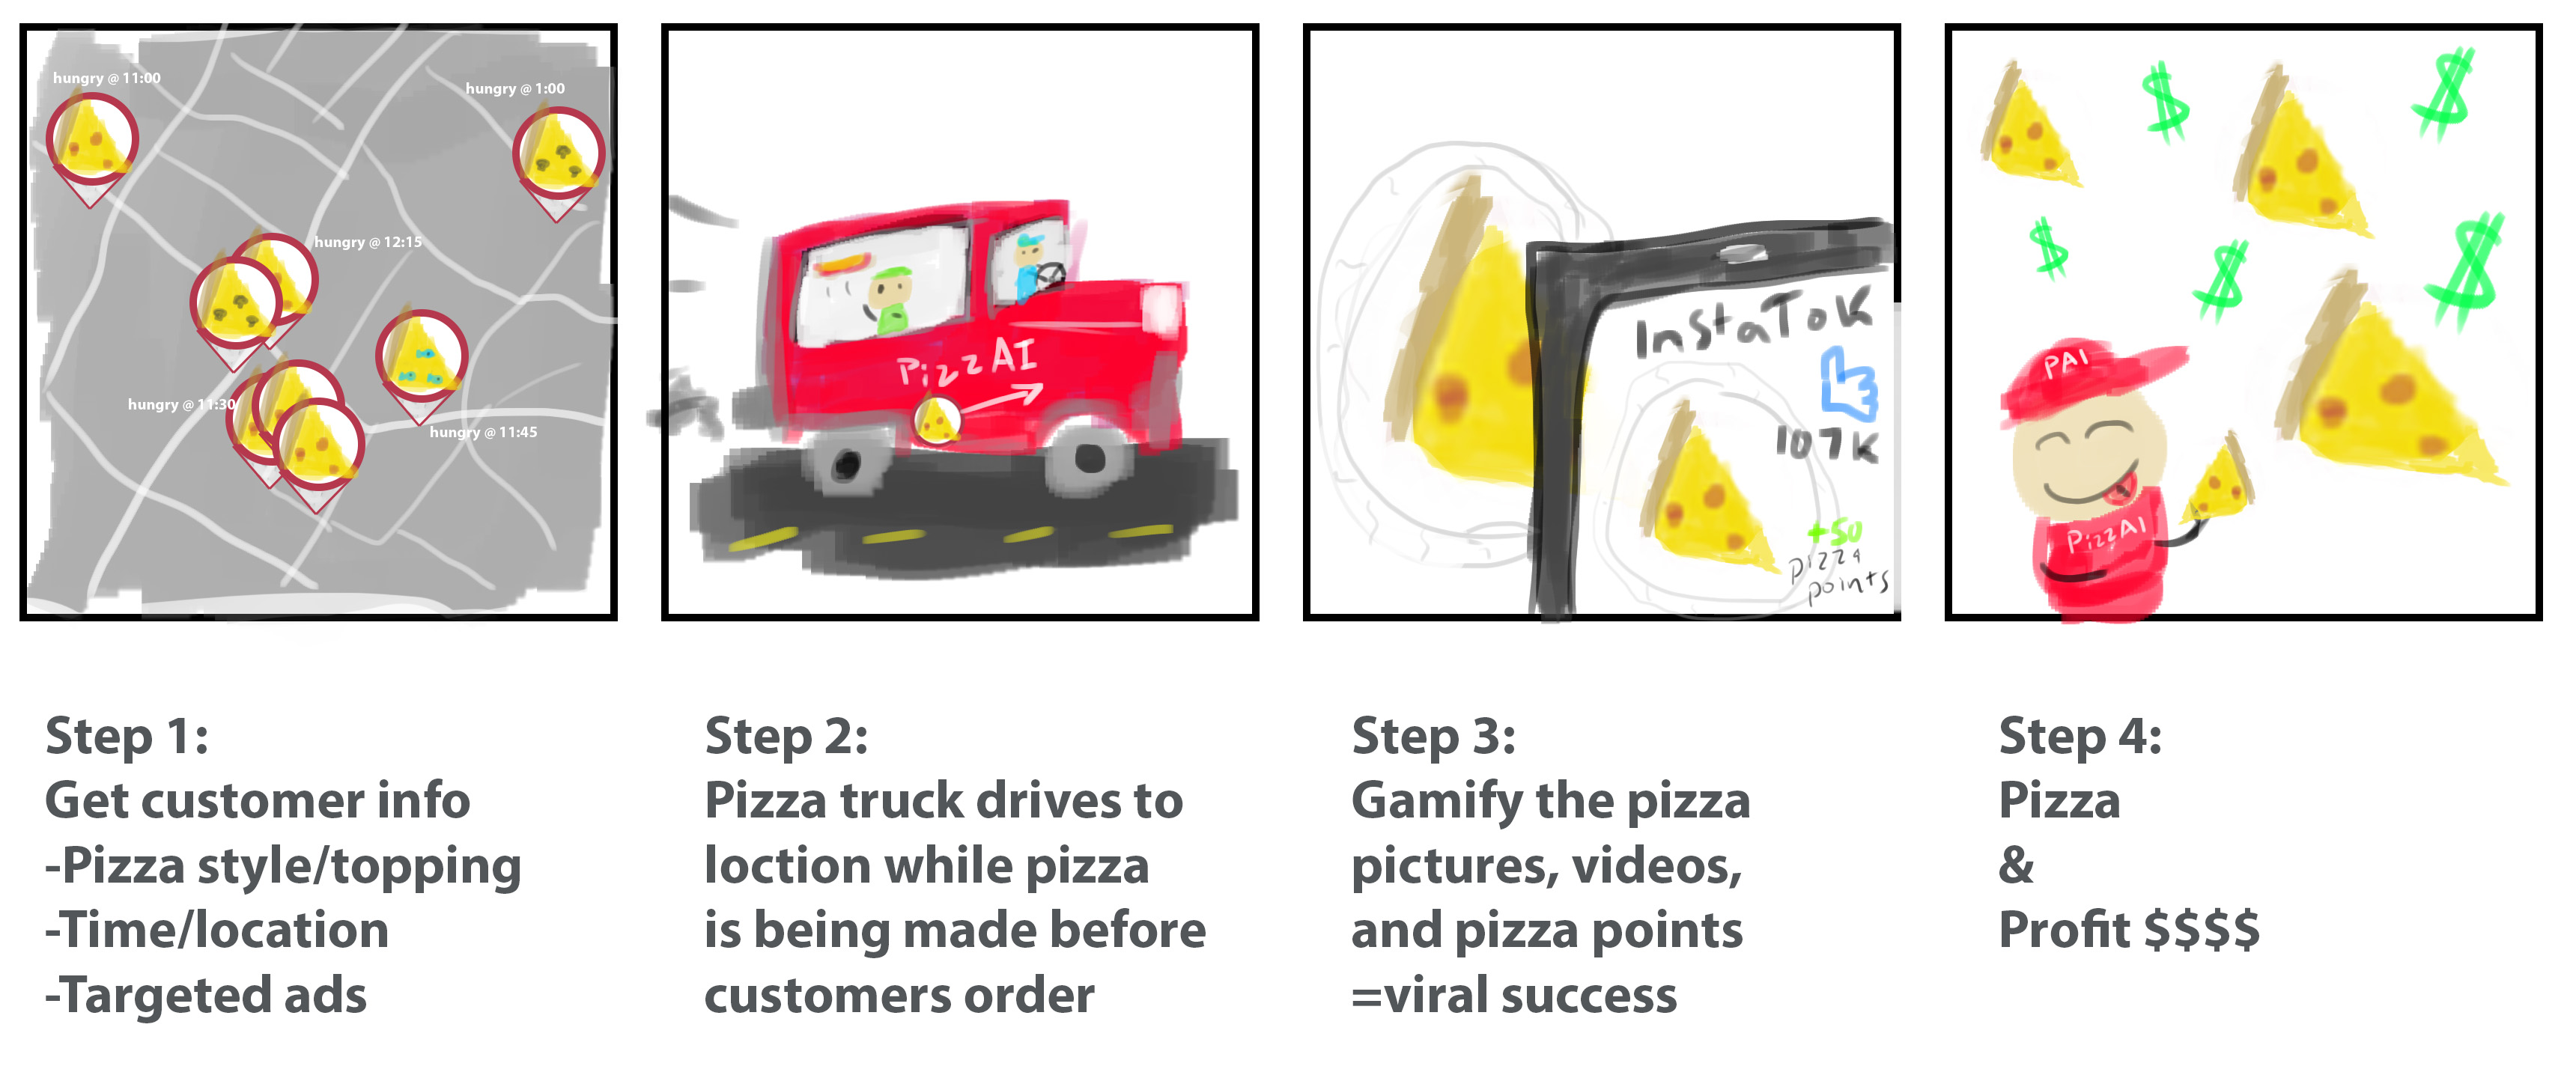 hungry @ 11:00
hungry @ 1:00
hungry @ 12:15
hungry @ 11:30
hungry @ 11:45
PizzAI
InstaTok
107K
+50
pizza
points
PAI
PizzAI
$
$
$
$
$
Step 1:
Get customer info
-Pizza style/topping
-Time/location
-Targeted ads
Step 2:
Pizza truck drives to
loction while pizza
is being made before
customers order
Step 3:
Gamify the pizza
pictures, videos,
and pizza points
=viral success
Step 4:
Pizza
&
Profit $$$$